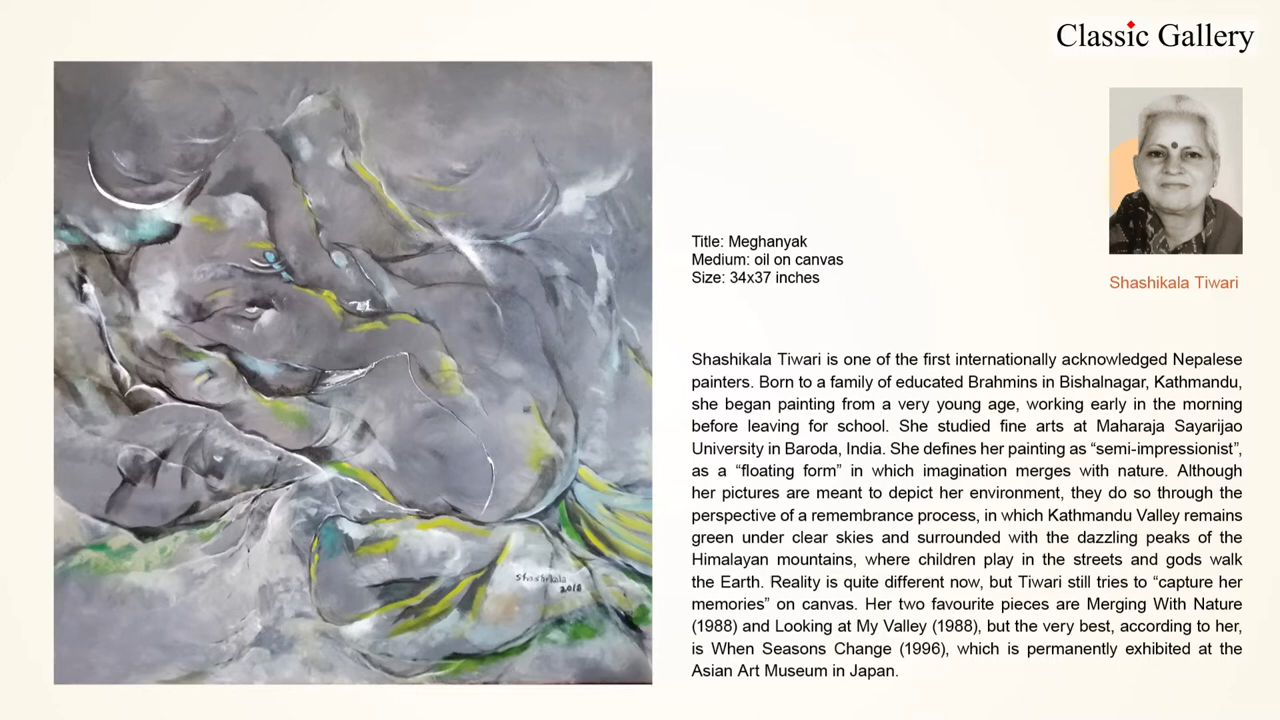 Classic Gallery
Title: Meghanyak
Medium: oil on canvas
Size: 34x37 inches
Shashikala Tiwari
Shashikala Tiwari is one of the first internationally acknowledged Nepalese
painters. Born to a family of educated Brahmins in Bishalnagar, Kathmandu,
she began painting from a very young age, working early in the morning
before leaving for school. She studied fine arts at Maharaja Sayarijao
University in Baroda, India. She defines her painting as “semi-impressionist”,
as a “floating form” in which imagination merges with nature. Although
her pictures are meant to depict her environment, they do so through the
perspective of a remembrance process, in which Kathmandu Valley remains
green under clear skies and surrounded with the dazzling peaks of the
Himalayan mountains, where children play in the streets and gods walk
the Earth. Reality is quite different now, but Tiwari still tries to “capture her
memories” on canvas. Her two favourite pieces are Merging With Nature
(1988) and Looking at My Valley (1988), but the very best, according to her,
is When Seasons Change (1996), which is permanently exhibited at the
Asian Art Museum in Japan.
Shashikala
2018